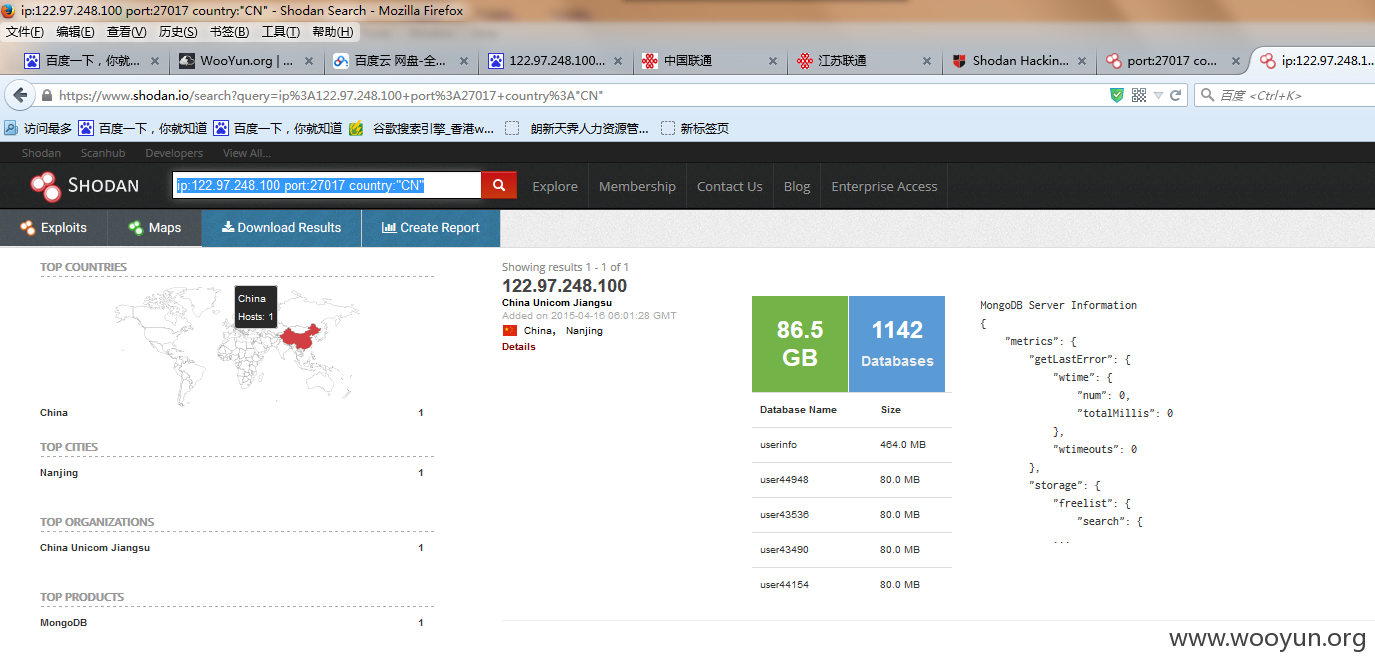 ip:122.97.248.100 port:27017 country:"CN" - Shodan Search - Mozilla Firefox
文件(F) 编辑(E) 查看(V) 历史(S) 书签(B) 工具(T) 帮助(H)
百度一下，你就... × WooYun.org | ... × 百度云 网盘-全... × 122.97.248.100... × 中国联通 × 江苏联通 × Shodan Hackin... × port:27017 co... × ip:122.97.248.1...
https://www.shodan.io/search?query=ip%3A122.97.248.100+port%3A27017+country%3A"CN"
百度 <Ctrl+K>
访问最多 百度一下，你就知道 百度一下，你就知道 谷歌搜索引擎_香港w... 朗新天霁人力资源管... 新标签页
Shodan Scanhub Developers View All...
SHODAN
ip:122.97.248.100 port:27017 country:"CN"
Explore Membership Contact Us Blog Enterprise Access
Exploits Maps Download Results Create Report
TOP COUNTRIES
China
Hosts: 1
China 1
TOP CITIES
Nanjing 1
TOP ORGANIZATIONS
China Unicom Jiangsu 1
TOP PRODUCTS
MongoDB 1
Showing results 1 - 1 of 1
122.97.248.100
China Unicom Jiangsu
Added on 2015-04-16 06:01:28 GMT
China, Nanjing
Details
86.5
GB
1142
Databases
Database Name Size
userinfo 464.0 MB
user44948 80.0 MB
user43536 80.0 MB
user43490 80.0 MB
user44154 80.0 MB
MongoDB Server Information
{
"metrics": {
"getLastError": {
"wtime": {
"num": 0,
"totalMillis": 0
},
"wtimeouts": 0
},
"storage": {
"freelist": {
"search": {
...
www.wooyun.org